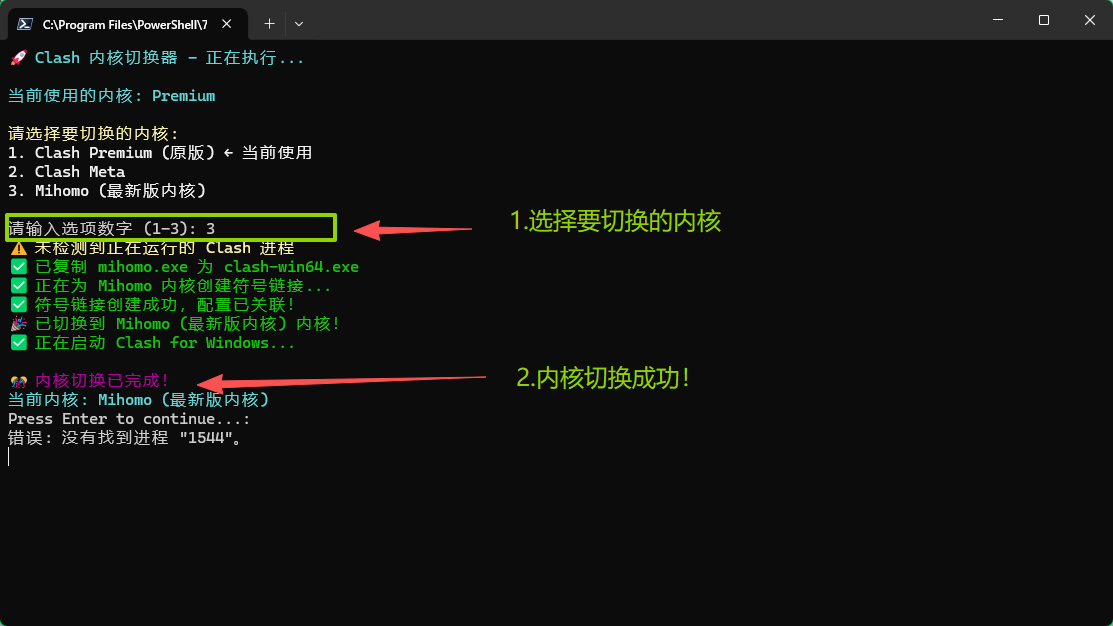 C:\Program Files\PowerShell\7
🚀 Clash 内核切换器 - 正在执行...
当前使用的内核: Premium
请选择要切换的内核:
1. Clash Premium (原版) ← 当前使用
2. Clash Meta
3. Mihomo (最新版内核)
请输入选项数字 (1-3): 3
1.选择要切换的内核
⚠️ 未检测到正在运行的 Clash 进程
✅ 已复制 mihomo.exe 为 clash-win64.exe
✅ 正在为 Mihomo 内核创建符号链接...
✅ 符号链接创建成功, 配置已关联!
🎉 已切换到 Mihomo (最新版内核) 内核!
✅ 正在启动 Clash for Windows...
🎊 内核切换已完成!
2.内核切换成功!
当前内核: Mihomo (最新版内核)
Press Enter to continue...:
错误: 没有找到进程 "1544"。